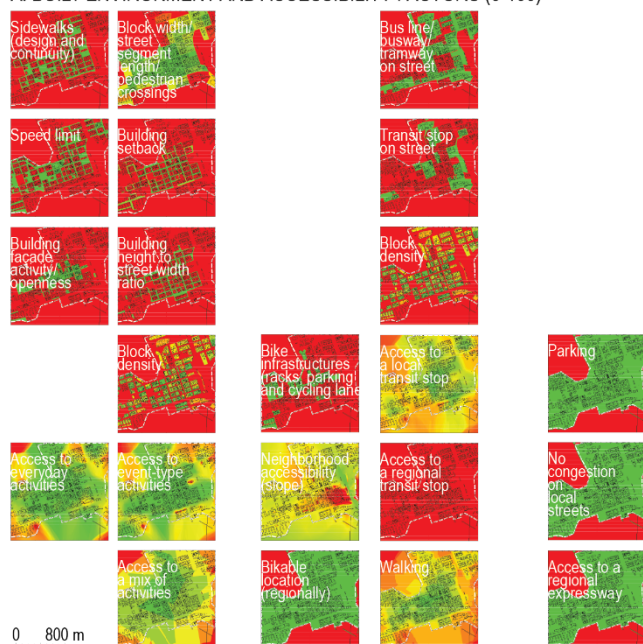 Sidewalks
(design and
continuity)
Block width/
street
segment
length/
pedestrian
crossings
Bus line/
busway/
tramway
on street
Speed limit
Building
setback
Transit stop
on street
Building
façade
activity/
openness
Building
height to
street width
ratio
Block
density
Block
density
Bike
infrastructures
(racks, parking
and cycling lane
Access to
a local
transit stop
Parking
Access to
everyday
activities
Access to
event-type
activities
Neighborhood
accessibility
(slope)
Access to
a regional
transit stop
No
congestion
on
local
streets
Access to
a mix of
activities
Bikable
location
(regionally)
Walking
Access to a
regional
expressway
0 800 m